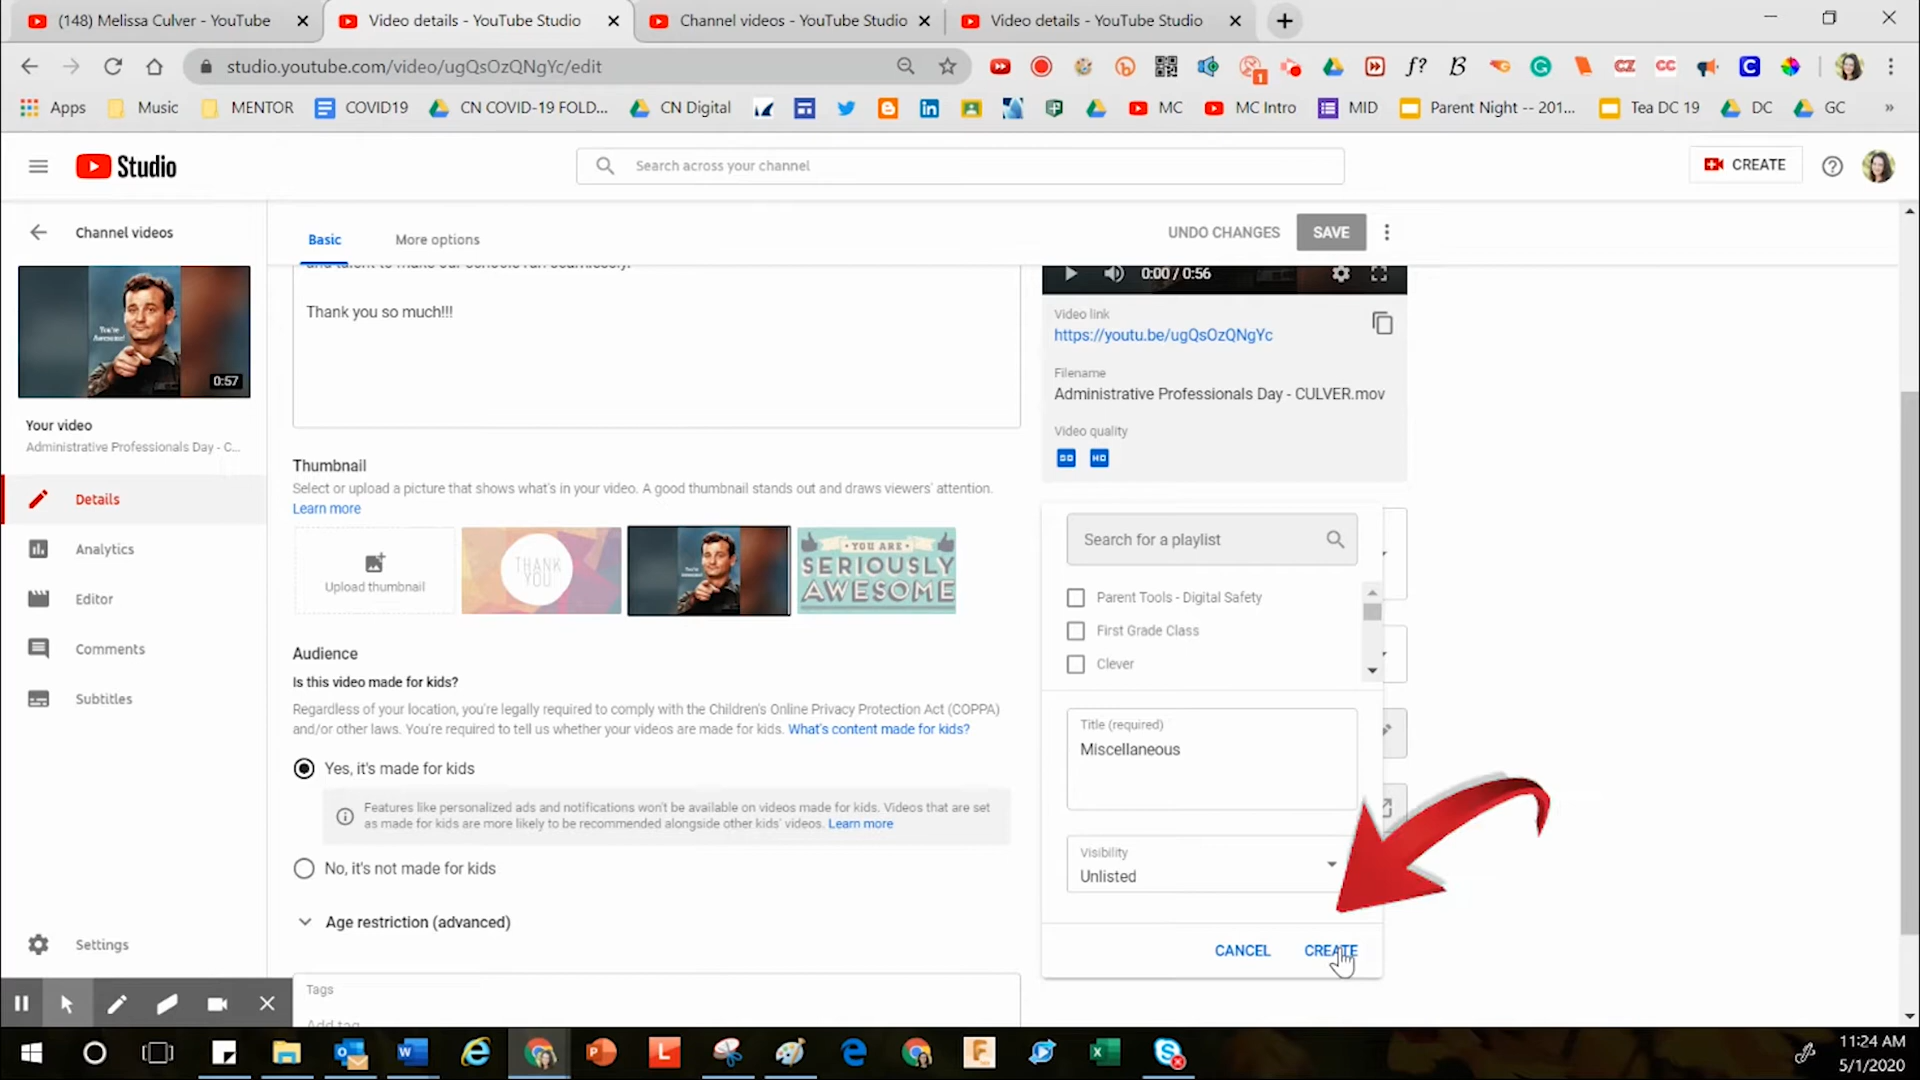 (148) Melissa Culver - YouTube
Video details - YouTube Studio
Channel videos - YouTube Studio
Video details - YouTube Studio
studio.youtube.com/video/ugQsOzQNgYc/edit
1
f?
CZ
CC
C
Apps
Music
MENTOR
COVID19
CN COVID-19 FOLD...
CN Digital
MC
MC Intro
MID
Parent Night -- 201...
Tea DC 19
DC
GC
»
Studio
Search across your channel
CREATE
Channel videos
Basic
More options
UNDO CHANGES
SAVE
Thank you so much!!!
0:00 / 0:56
Video link
https://youtu.be/ugQsOzQNgYc
Filename
Administrative Professionals Day - CULVER.mov
Video quality
SD HD
You're
Awesome!
0:57
Your video
Administrative Professionals Day - C...
Details
Analytics
Editor
Comments
Subtitles
Settings
Thumbnail
Select or upload a picture that shows what's in your video. A good thumbnail stands out and draws viewers' attention.
Learn more
Upload thumbnail
THANK
YOU
YOU ARE
SERIOUSLY
AWESOME
Audience
Is this video made for kids?
Regardless of your location, you're legally required to comply with the Children's Online Privacy Protection Act (COPPA)
and/or other laws. You're required to tell us whether your videos are made for kids. What's content made for kids?
Yes, it's made for kids
Features like personalized ads and notifications won't be available on videos made for kids. Videos that are set
as made for kids are more likely to be recommended alongside other kids' videos. Learn more
No, it's not made for kids
Age restriction (advanced)
Tags
Add tag
Search for a playlist
Parent Tools - Digital Safety
First Grade Class
Clever
Title (required)
Miscellaneous
Visibility
Unlisted
CANCEL
CREATE
11:24 AM
5/1/2020